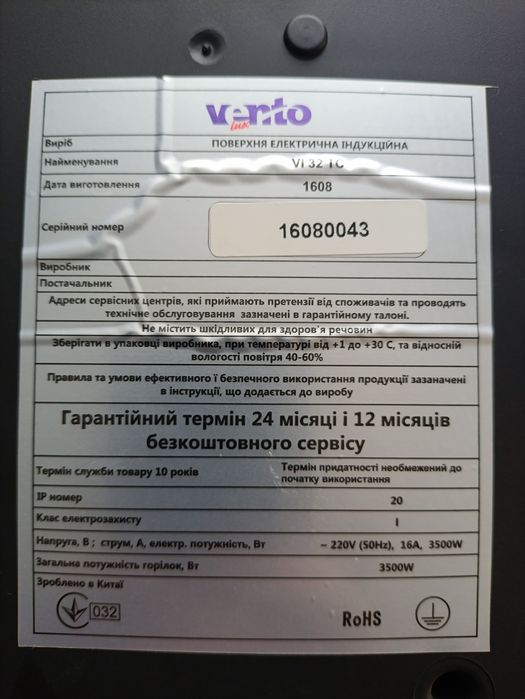 vento
lux
Виріб ПОВЕРХНЯ ЕЛЕКТРИЧНА ІНДУКЦІЙНА
Найменування VI 32 TC
Дата виготовлення 1608
Серійний номер 16080043
Виробник
Постачальник
Адреси сервісних центрів, які приймають претензії від споживачів та проводять
технічне обслуговування зазначені в гарантійному талоні.
Не містить шкідливих для здоров'я речовин
Зберігати в упаковці виробника, при температурі від +1 до +30 С, та відносній
вологості повітря 40-60%
Правила та умови ефективного ї безпечного використання продукції зазаначені
в інструкції, що додається до виробу
Гарантійний термін 24 місяці і 12 місяців
безкоштовного сервісу
Термін служби товару 10 років Термін придатності необмежений до
початку використання
IP номер 20
Клас електрозахисту I
Напруга, В ; струм, А, електр. потужність, Вт ~ 220V (50Hz), 16A, 3500W
Загальна потужність горілок, Вт 3500W
Зроблено в Китаї
032 RoHS